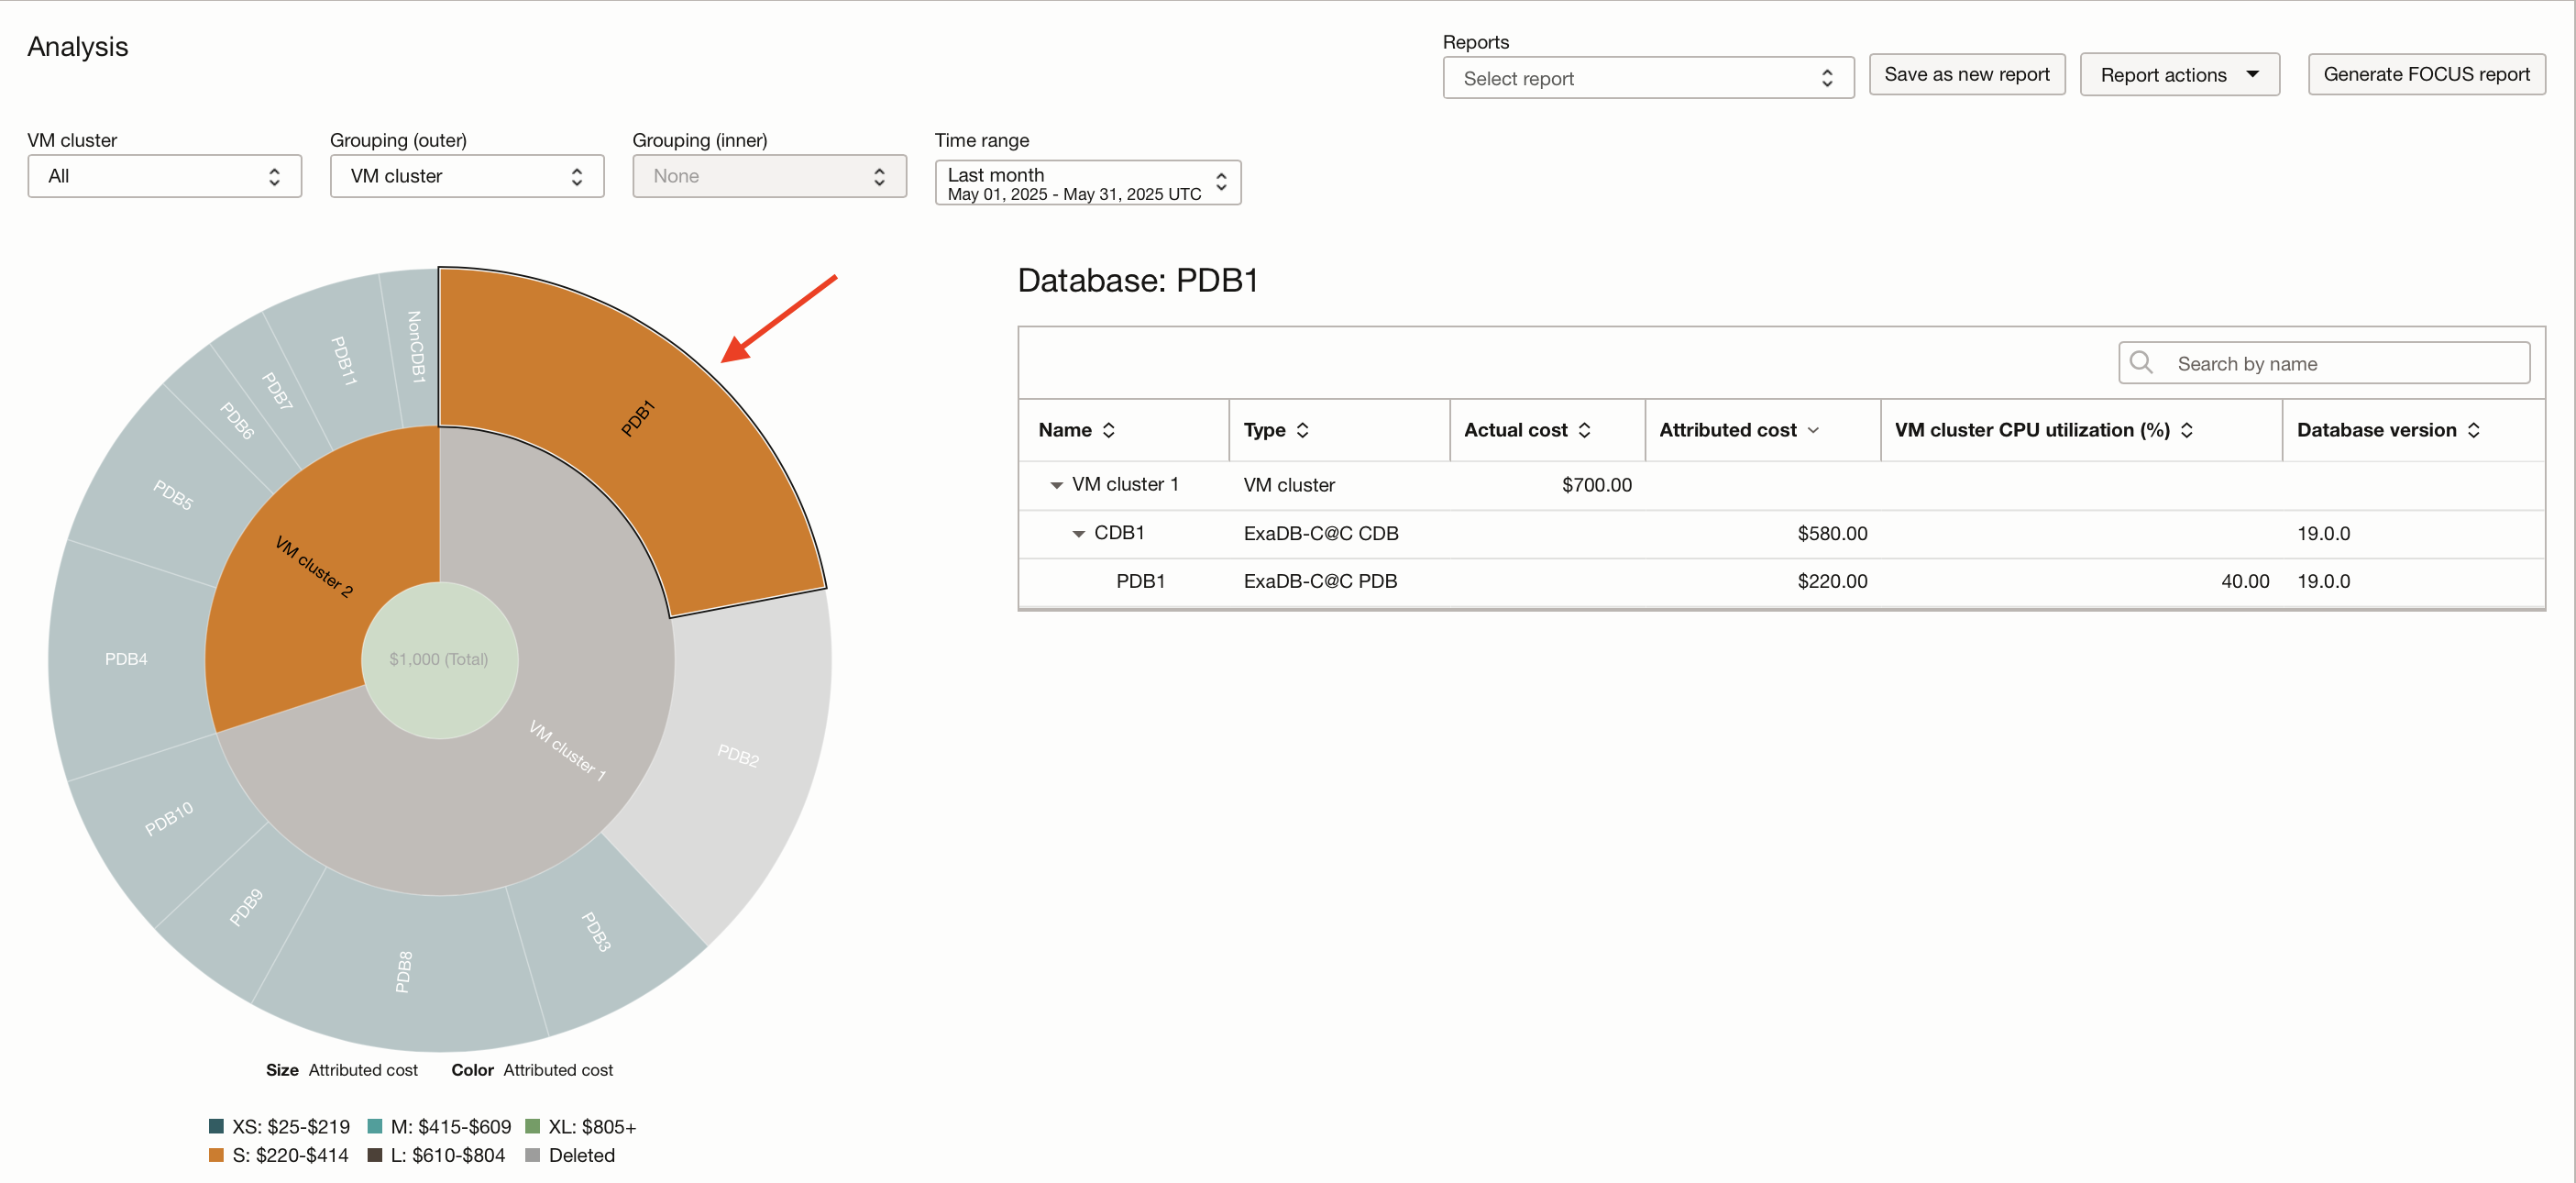 Analysis
Reports
Select report
Save as new report
Report actions
Generate FOCUS report
VM cluster
All
Grouping (outer)
VM cluster
Grouping (inner)
None
Time range
Last month
May 01, 2025 - May 31, 2025 UTC
NonCDB1
PDB11
PDB7
PDB6
PDB5
PDB4
PDB10
PDB9
PDB8
PDB3
PDB2
PDB1
VM cluster 2
VM cluster 1
$1,000 (Total)
Size Attributed cost Color Attributed cost
XS: $25-$219 M: $415-$609 XL: $805+
S: $220-$414 L: $610-$804 Deleted
Database: PDB1
Search by name
Name Type Actual cost Attributed cost VM cluster CPU utilization (%) Database version
VM cluster 1 VM cluster $700.00
CDB1 ExaDB-C@C CDB $580.00 19.0.0
PDB1 ExaDB-C@C PDB $220.00 40.00 19.0.0